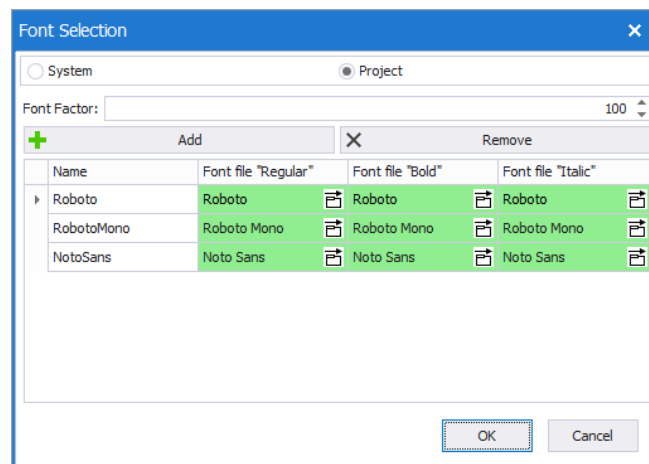 Font Selection
System Project
Font Factor: 100
Add Remove
Name Font file "Regular" Font file "Bold" Font file "Italic"
Roboto Roboto Roboto Roboto
RobotoMono Roboto Mono Roboto Mono Roboto Mono
NotoSans Noto Sans Noto Sans Noto Sans
OK Cancel